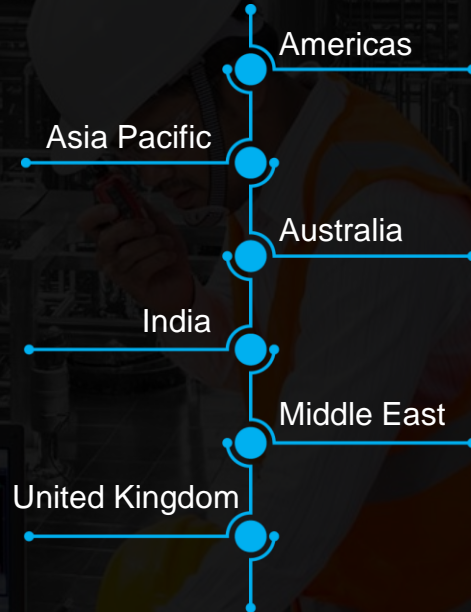 Americas
Asia Pacific
Australia
India
Middle East
United Kingdom